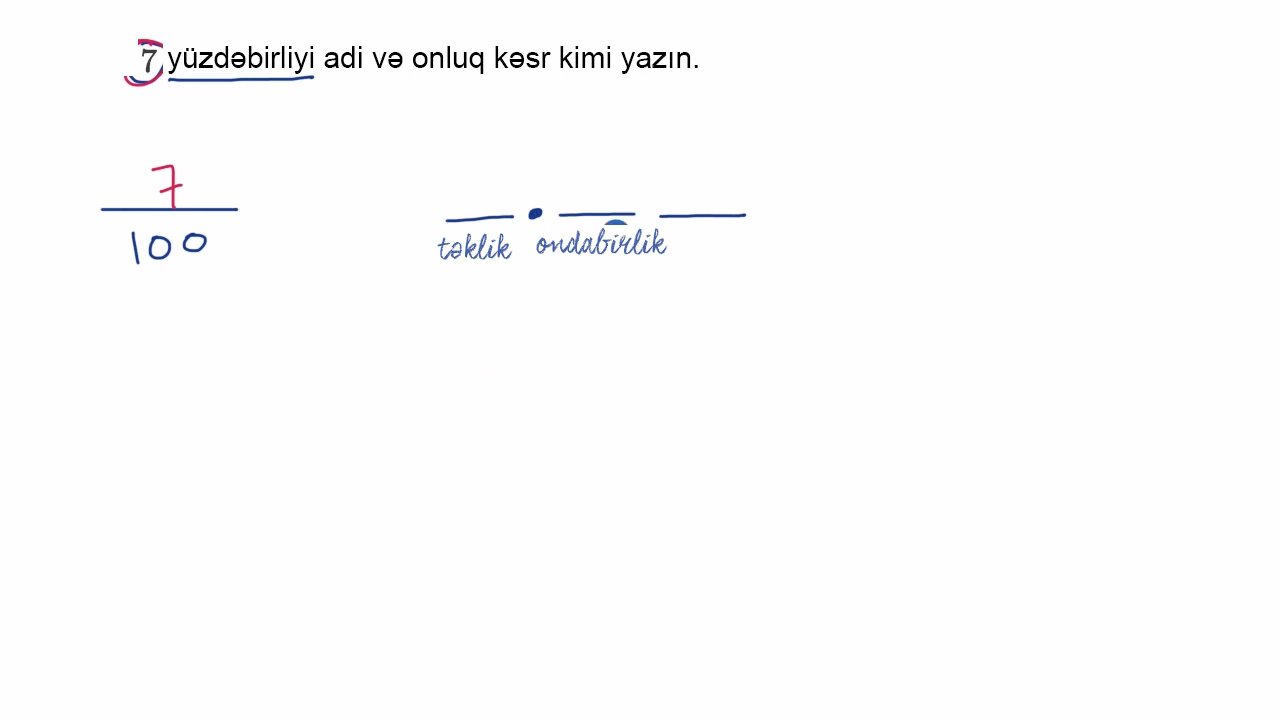 7 yüzdəbirliyi adi və onluq kəsr kimi yazın.
7
100
.
təklik ondabirlik